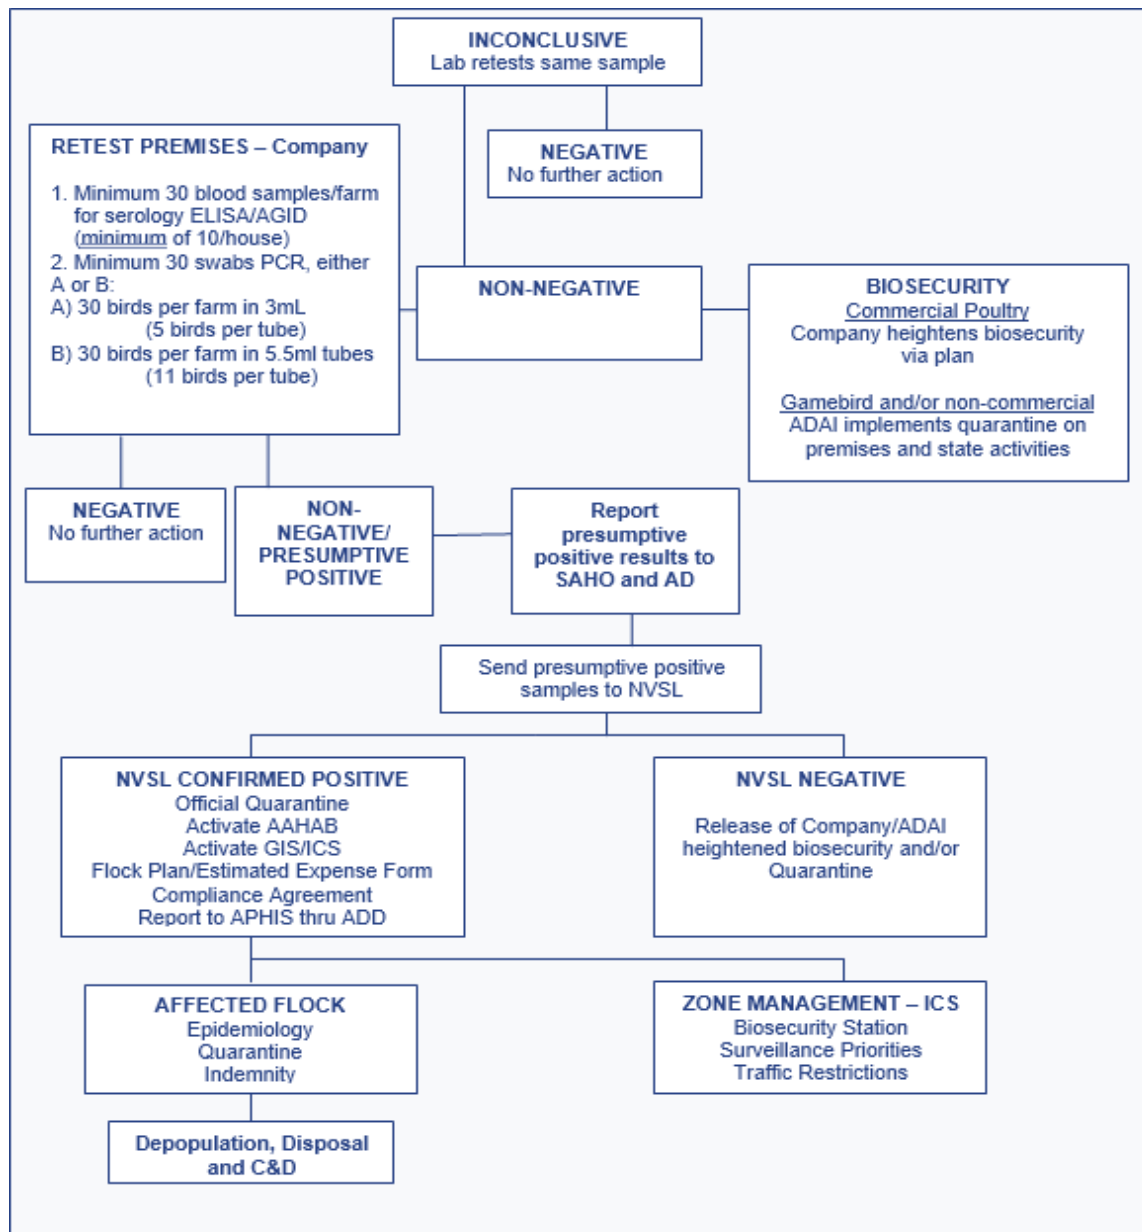 INCONCLUSIVE
Lab retests same sample
NEGATIVE
No further action
RETEST PREMISES – Company
1. Minimum 30 blood samples/farm
for serology ELISA/AGID
(minimum of 10/house)
2. Minimum 30 swabs PCR, either
A or B:
A) 30 birds per farm in 3mL
(5 birds per tube)
B) 30 birds per farm in 5.5ml tubes
(11 birds per tube)
NON-NEGATIVE
BIOSECURITY
Commercial Poultry
Company heightens biosecurity
via plan
Gamebird and/or non-commercial
ADAI implements quarantine on
premises and state activities
NEGATIVE
No further action
NON-
NEGATIVE/
PRESUMPTIVE
POSITIVE
Report
presumptive
positive results to
SAHO and AD
Send presumptive positive
samples to NVSL
NVSL CONFIRMED POSITIVE
Official Quarantine
Activate AAHAB
Activate GIS/ICS
Flock Plan/Estimated Expense Form
Compliance Agreement
Report to APHIS thru ADD
NVSL NEGATIVE
Release of Company/ADAI
heightened biosecurity and/or
Quarantine
AFFECTED FLOCK
Epidemiology
Quarantine
Indemnity
ZONE MANAGEMENT – ICS
Biosecurity Station
Surveillance Priorities
Traffic Restrictions
Depopulation, Disposal
and C&D